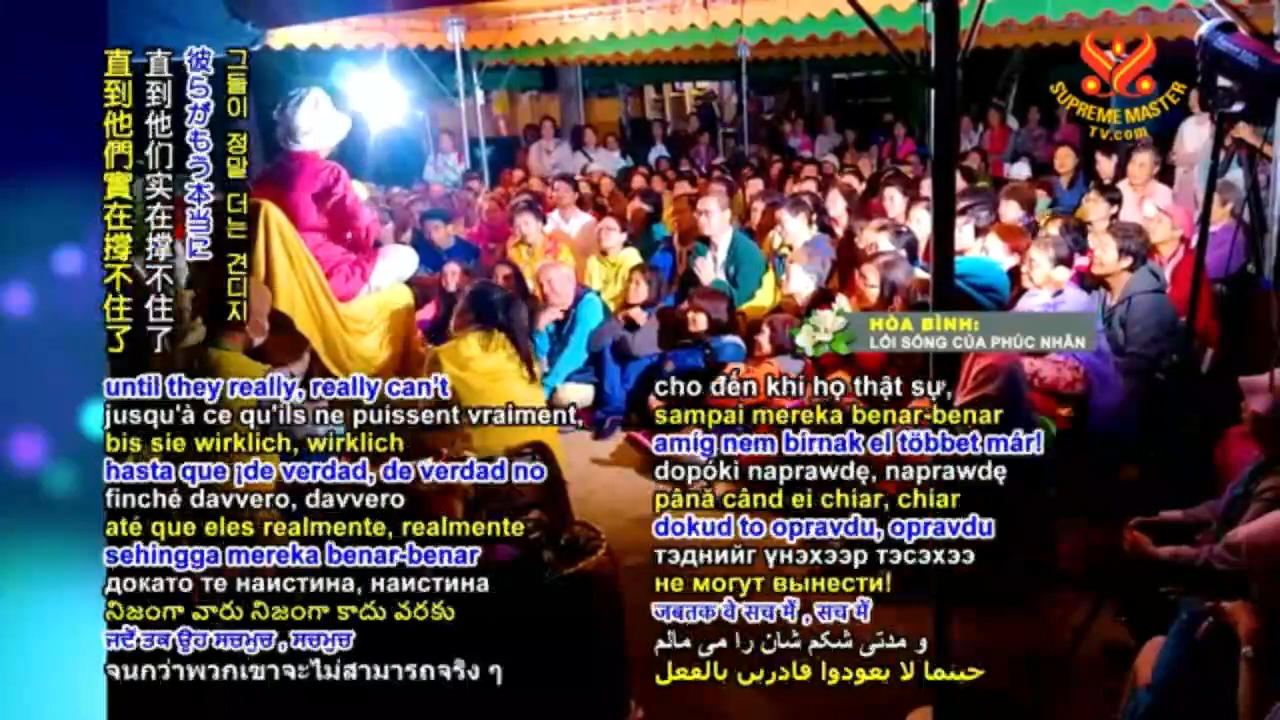 直到他們實在撐不住了
直到他们实在撑不住了
彼らがもう本当に
그들이 정말 더는 견디지
SUPREME MASTER
TV.com
HÒA BÌNH:
LỐI SỐNG CỦA PHÚC NHÂN
until they really, really can't
jusqu'à ce qu'ils ne puissent vraiment,
bis sie wirklich, wirklich
hasta que ¡de verdad, de verdad no
finché davvero, davvero
até que eles realmente, realmente
sehingga mereka benar-benar
докато те наистина, наистина
నిజంగా వారు నిజంగా కాదు వరకు
ਜਦੋਂ ਤਕ ਉਹ ਸਚਮੁਚ , ਸਚਮੁਚ
จนกว่าพวกเขาจะไม่สามารถจริง ๆ
cho đến khi họ thật sự,
sampai mereka benar-benar
amíg nem bírnak el többet már!
dopóki naprawdę, naprawdę
până când ei chiar, chiar
dokud to opravdu, opravdu
тэднийг үнэхээр тэсэхээ
не могут вынести!
जबतक वे सच में , सच में
و مدتی شکم شان را می مالم
حينما لا يعودوا قادرين بالفعل